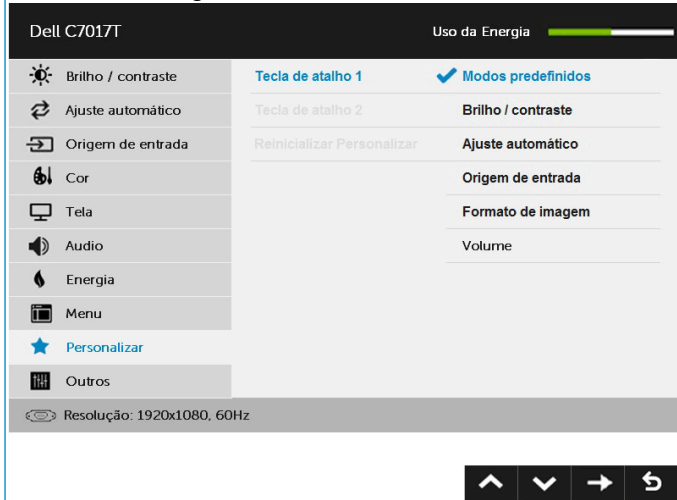 Dell C7017T
Uso da Energia
Brilho / contraste
Tecla de atalho 1
Modos predefinidos
Ajuste automático
Tecla de atalho 2
Brilho / contraste
Origem de entrada
Reinicializar Personalizar
Ajuste automático
Cor
Origem de entrada
Tela
Formato de imagem
Audio
Volume
Energia
Menu
Personalizar
Outros
Resolução: 1920x1080, 60Hz